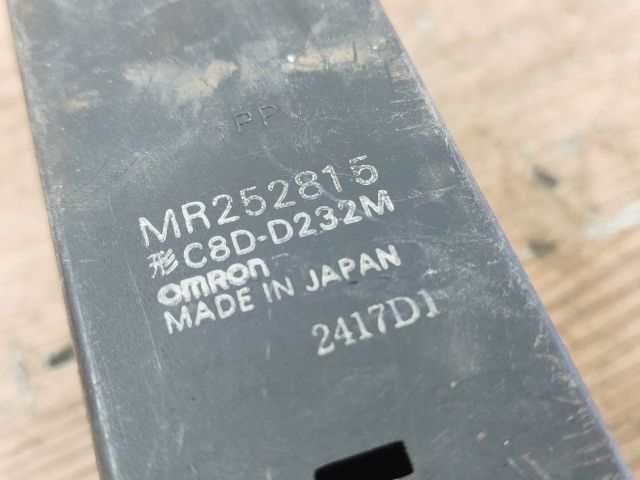 PP
MR252815
形C8D-D232M
omron
MADE IN JAPAN
2417D1